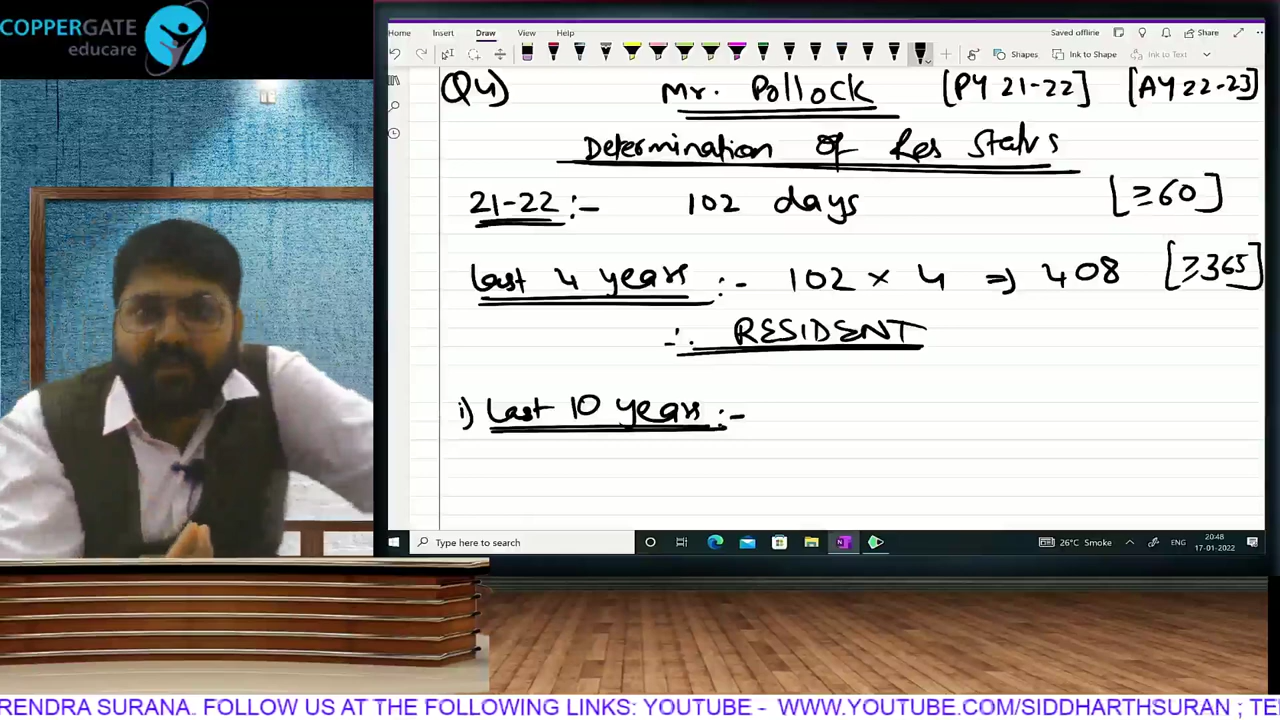 COPPERGATE
educare
Home Insert Draw View Help
Saved offline
Share
Shapes
Ink to Shape
Ink to Text
Q4) Mr. Pollock [PY 21-22] [AY 22-23]
Determination of Res Status
21-22 :- 102 days [≥60]
last 4 years :- 102 × 4 ⇒ 408 [≥365]
∴ RESIDENT
i) Last 10 years :-
Type here to search
26°C Smoke
ENG
20:48
17-01-2022
RENDRA SURANA. FOLLOW US AT THE FOLLOWING LINKS: YOUTUBE - WWW.YOUTUBE.COM/SIDDHARTHSURAN ; TE